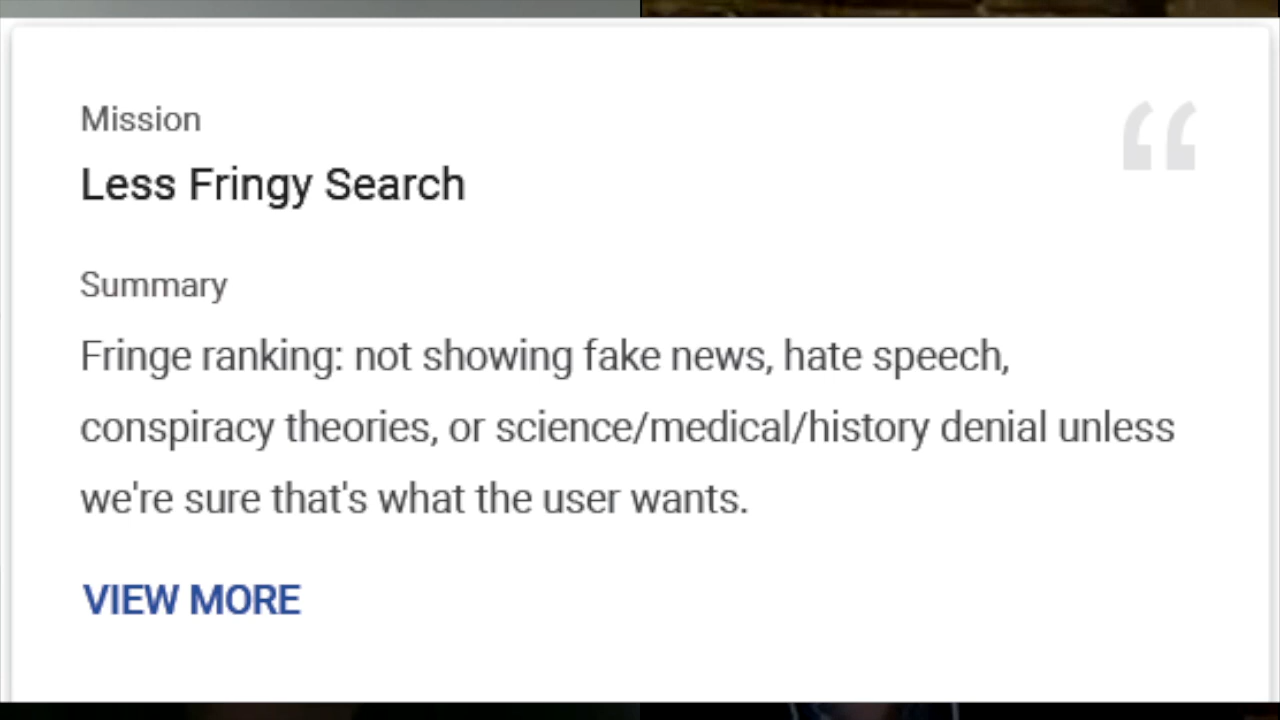 Mission
Less Fringy Search
Summary
Fringe ranking: not showing fake news, hate speech,
conspiracy theories, or science/medical/history denial unless
we're sure that's what the user wants.
VIEW MORE